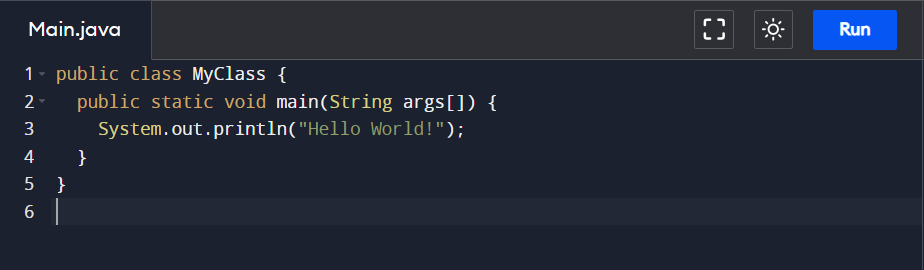 Main.java
Run
1 public class MyClass {
2   public static void main(String args[]) {
3     System.out.println("Hello World!");
4   }
5 }
6